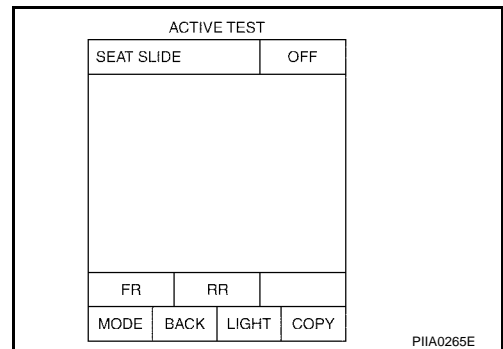 ACTIVE TEST
SEAT SLIDE OFF
FR RR
MODE BACK LIGHT COPY
PIIA0265E